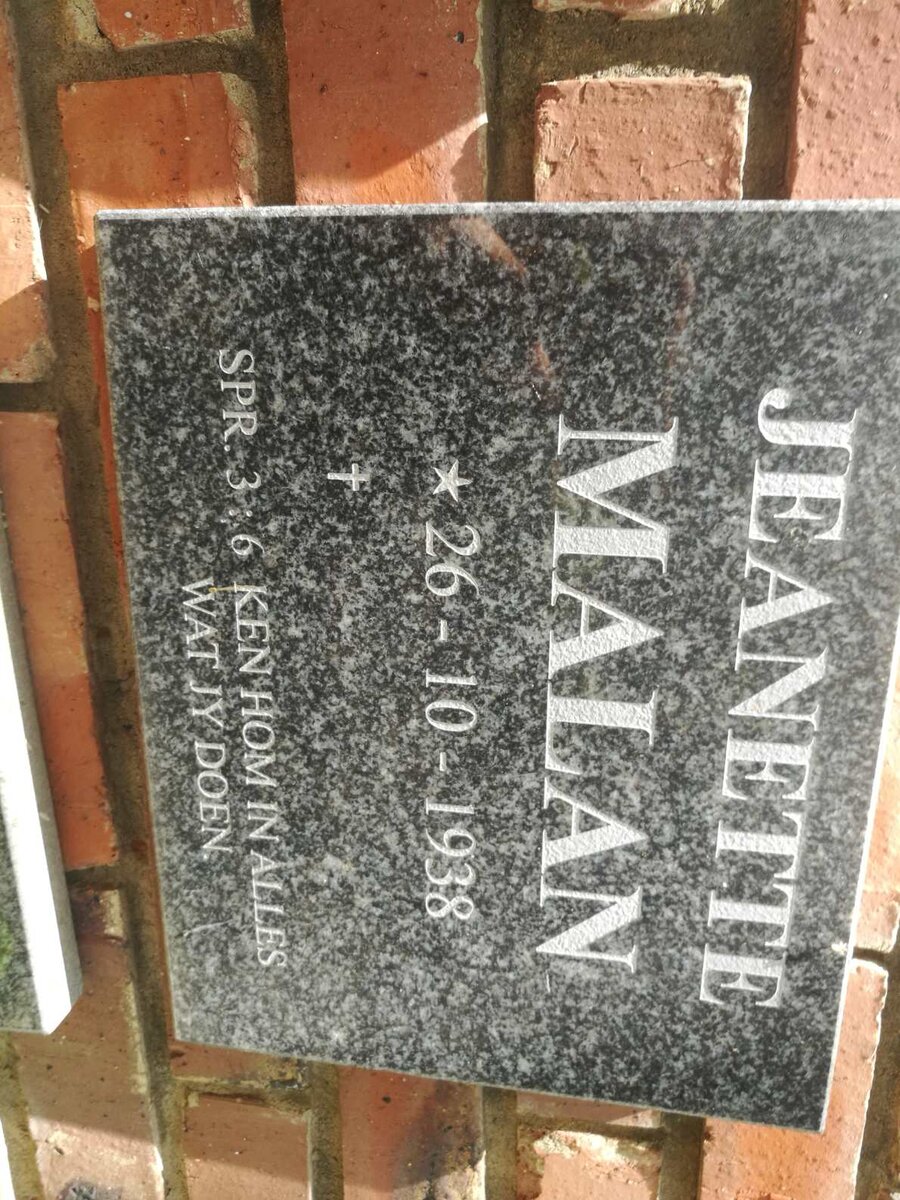 JEANETTE
MALAN
★ 26 - 10 - 1938
✝
SPR. 3 : 6 KEN HOM IN ALLES
WAT JY DOEN